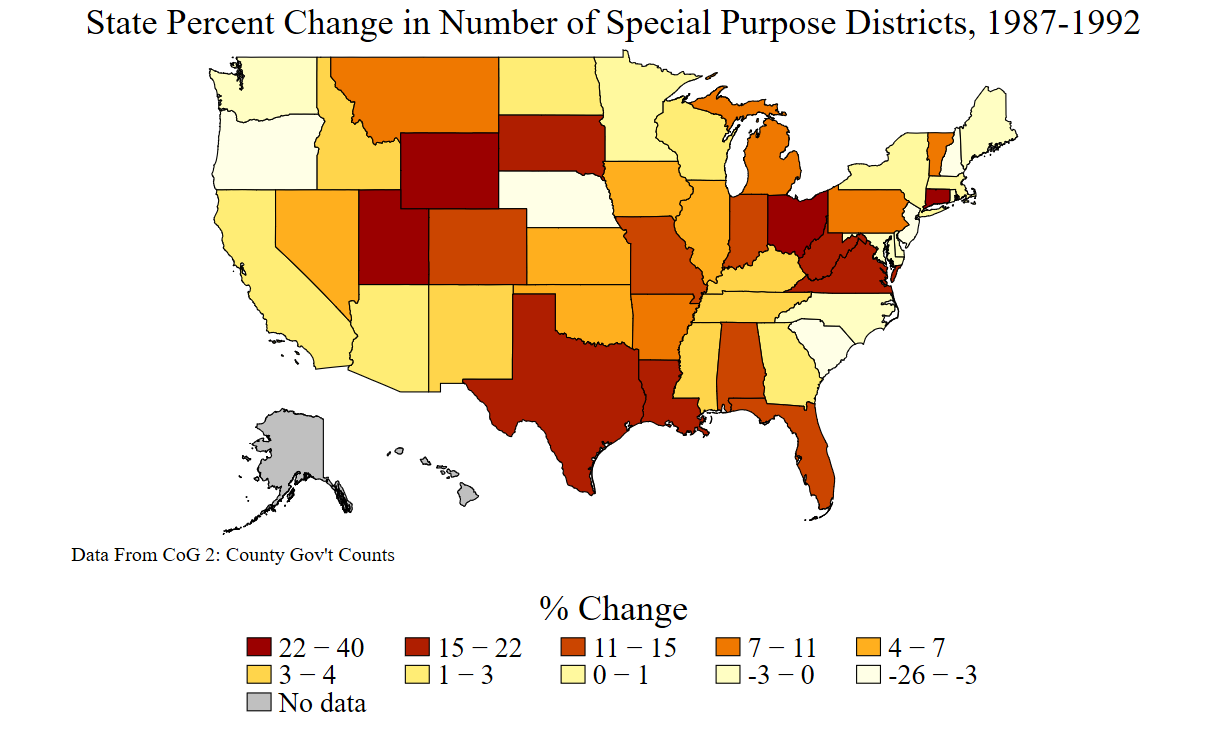 State Percent Change in Number of Special Purpose Districts, 1987-1992
Data From CoG 2: County Gov't Counts
% Change
22 − 40 15 − 22 11 − 15 7 − 11 4 − 7
3 − 4 1 − 3 0 − 1 -3 − 0 -26 − -3
No data